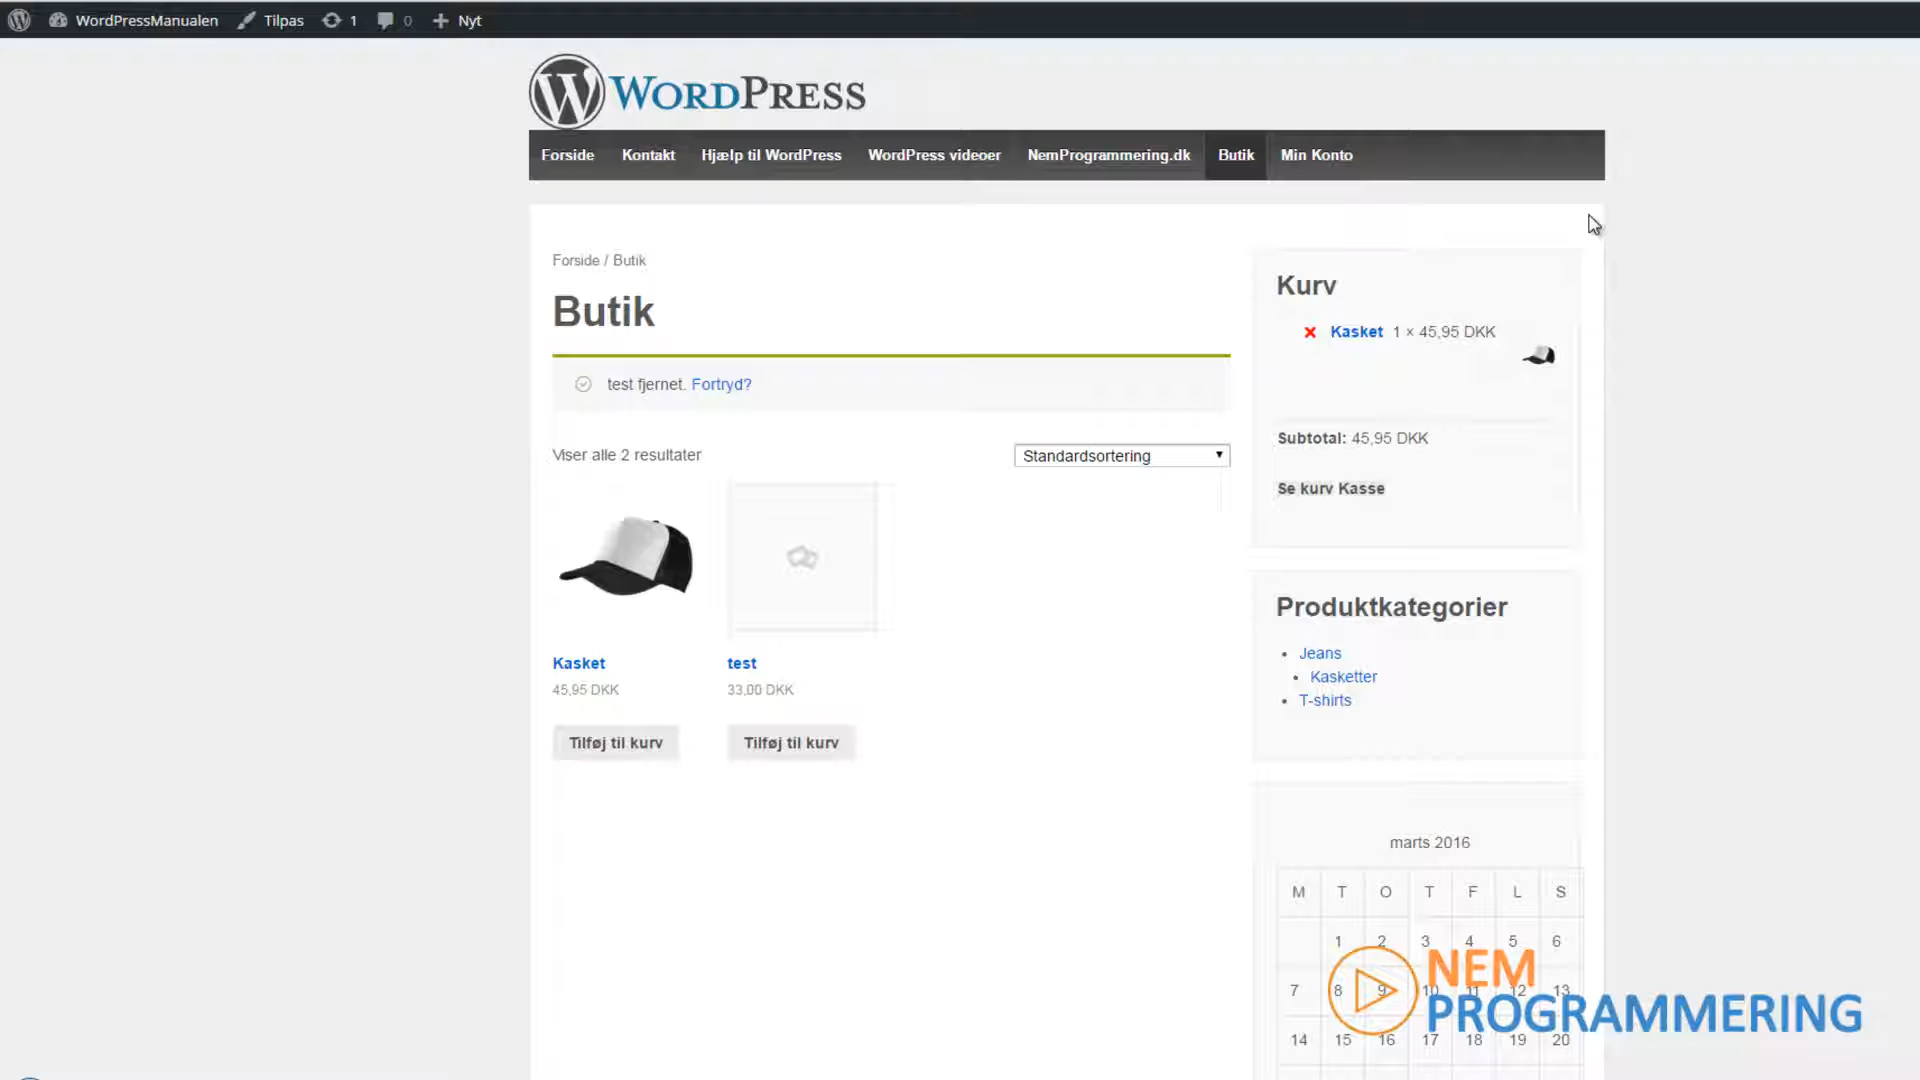 WordPressManualen Tilpas 1 0 Nyt
WORDPRESS
Forside Kontakt Hjælp til WordPress WordPress videoer NemProgrammering.dk Butik Min Konto
Forside / Butik
Butik
test fjernet. Fortryd?
Viser alle 2 resultater
Standardsortering
Kasket
45,95 DKK
Tilføj til kurv
test
33,00 DKK
Tilføj til kurv
Kurv
Kasket 1 × 45,95 DKK
Subtotal: 45,95 DKK
Se kurv Kasse
Produktkategorier
Jeans
Kasketter
T-shirts
marts 2016
M T O T F L S
1 2 3 4 5 6
7 8 9 10 11 12 13
14 15 16 17 18 19 20
NEM
PROGRAMMERING